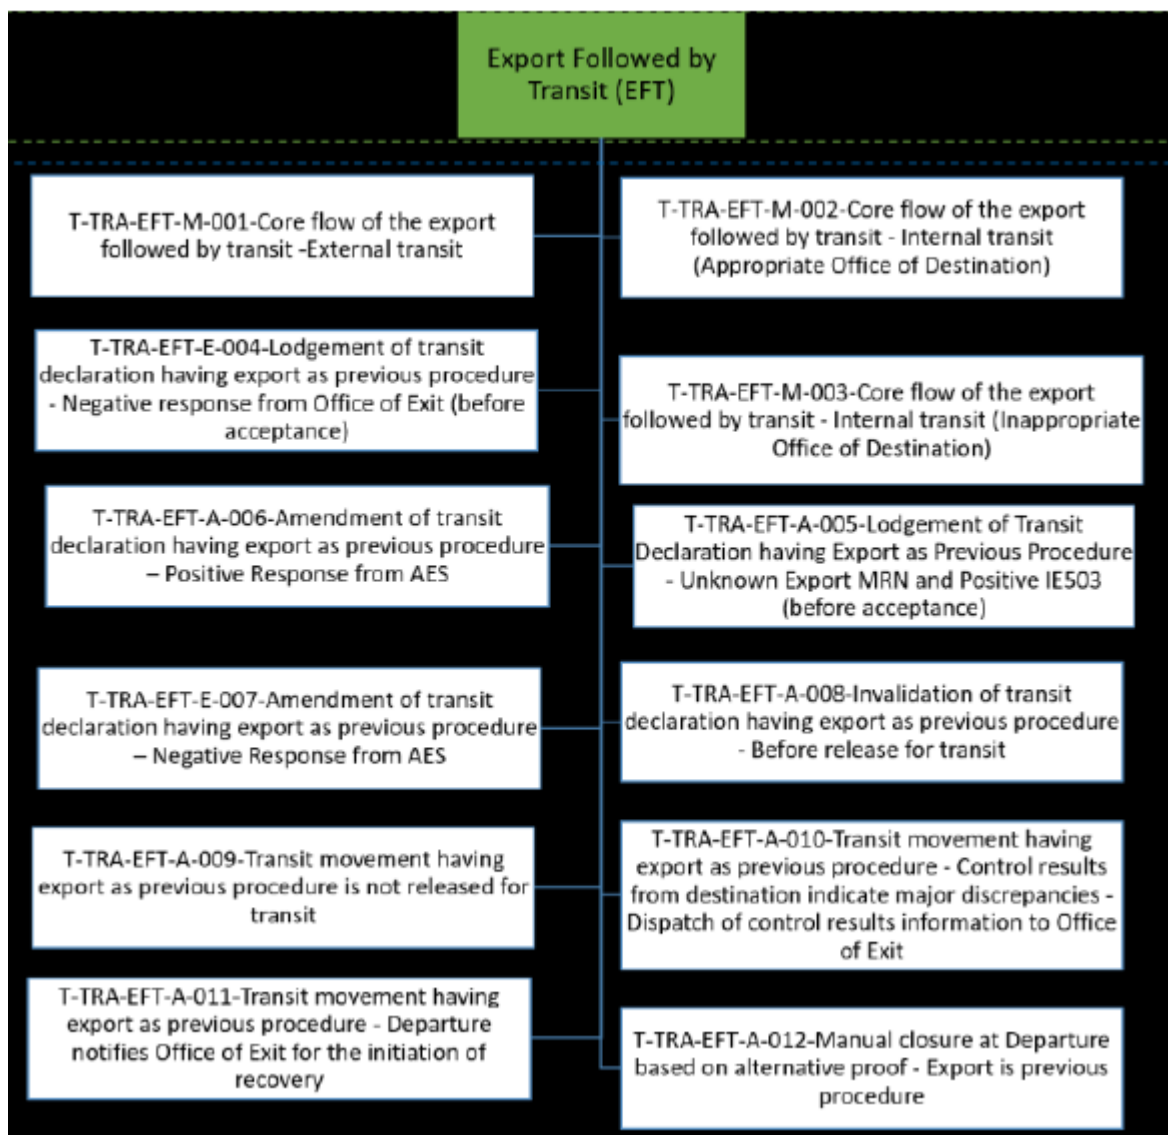 Export Followed by
Transit (EFT)
T-TRA-EFT-M-001-Core flow of the export
followed by transit -External transit
T-TRA-EFT-M-002-Core flow of the export
followed by transit - Internal transit
(Appropriate Office of Destination)
T-TRA-EFT-E-004-Lodgement of transit
declaration having export as previous procedure
- Negative response from Office of Exit (before
acceptance)
T-TRA-EFT-M-003-Core flow of the export
followed by transit - Internal transit (Inappropriate
Office of Destination)
T-TRA-EFT-A-006-Amendment of transit
declaration having export as previous procedure
– Positive Response from AES
T-TRA-EFT-A-005-Lodgement of Transit
Declaration having Export as Previous Procedure
- Unknown Export MRN and Positive IE503
(before acceptance)
T-TRA-EFT-E-007-Amendment of transit
declaration having export as previous procedure
– Negative Response from AES
T-TRA-EFT-A-008-Invalidation of transit
declaration having export as previous procedure
- Before release for transit
T-TRA-EFT-A-009-Transit movement having
export as previous procedure is not released for
transit
T-TRA-EFT-A-010-Transit movement having
export as previous procedure - Control results
from destination indicate major discrepancies -
Dispatch of control results information to Office
of Exit
T-TRA-EFT-A-011-Transit movement having
export as previous procedure - Departure
notifies Office of Exit for the initiation of
recovery
T-TRA-EFT-A-012-Manual closure at Departure
based on alternative proof - Export is previous
procedure